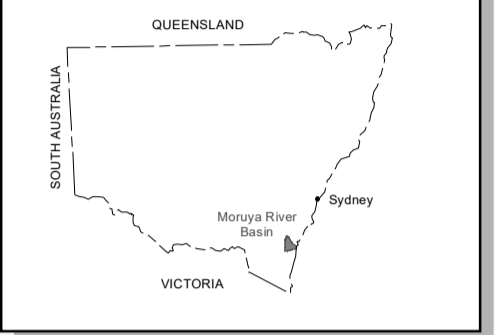 QUEENSLAND
SOUTH AUSTRALIA
Sydney
Moruya River
Basin
VICTORIA